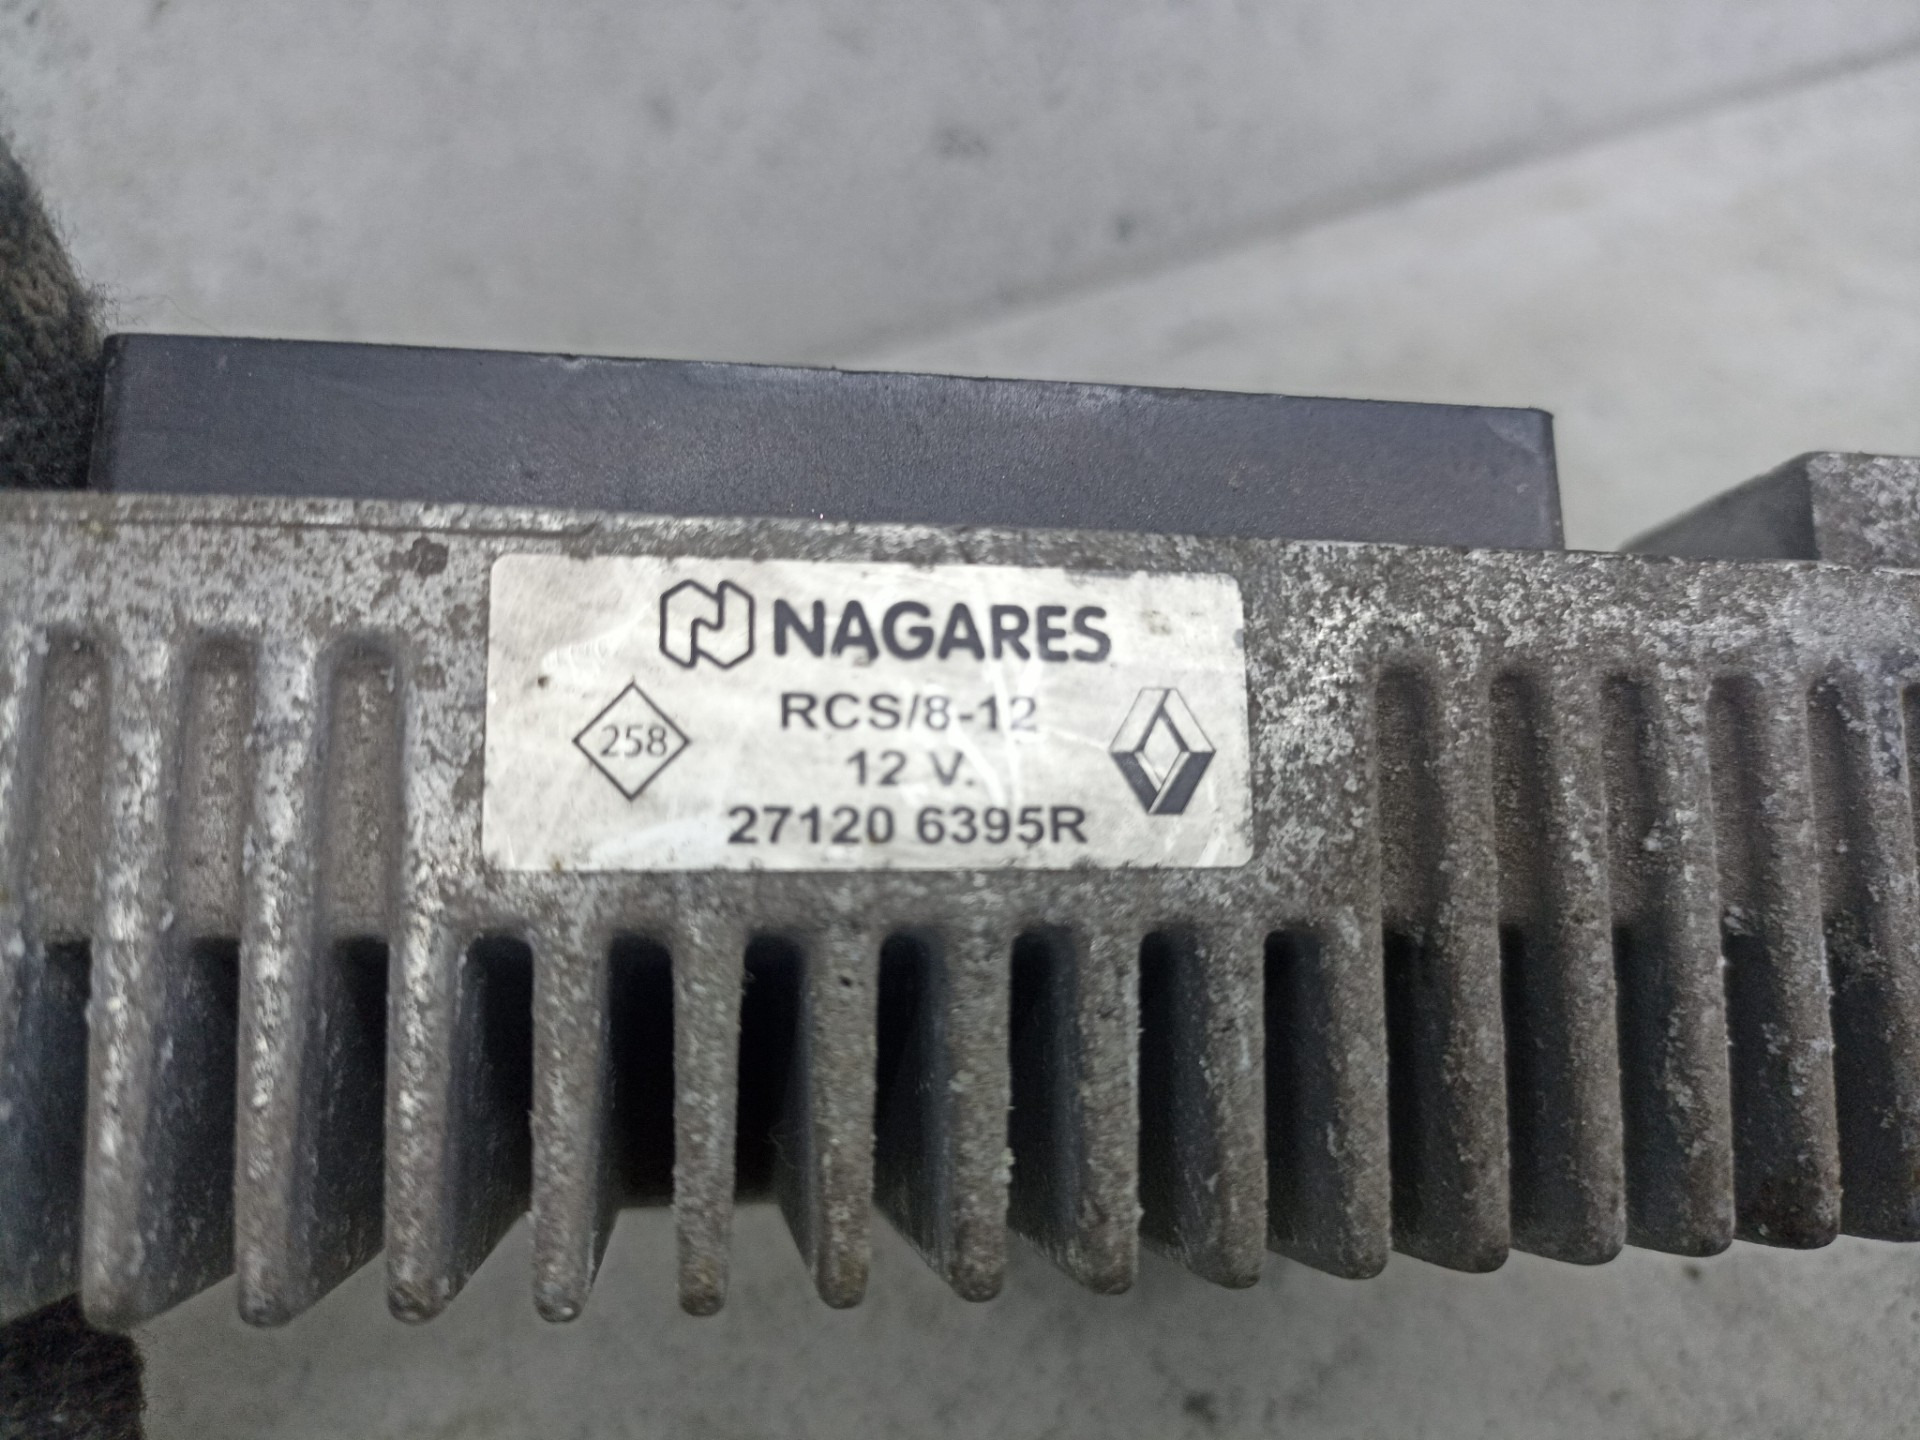 NAGARES
RCS/8-12
258
12 V.
27120 6395R